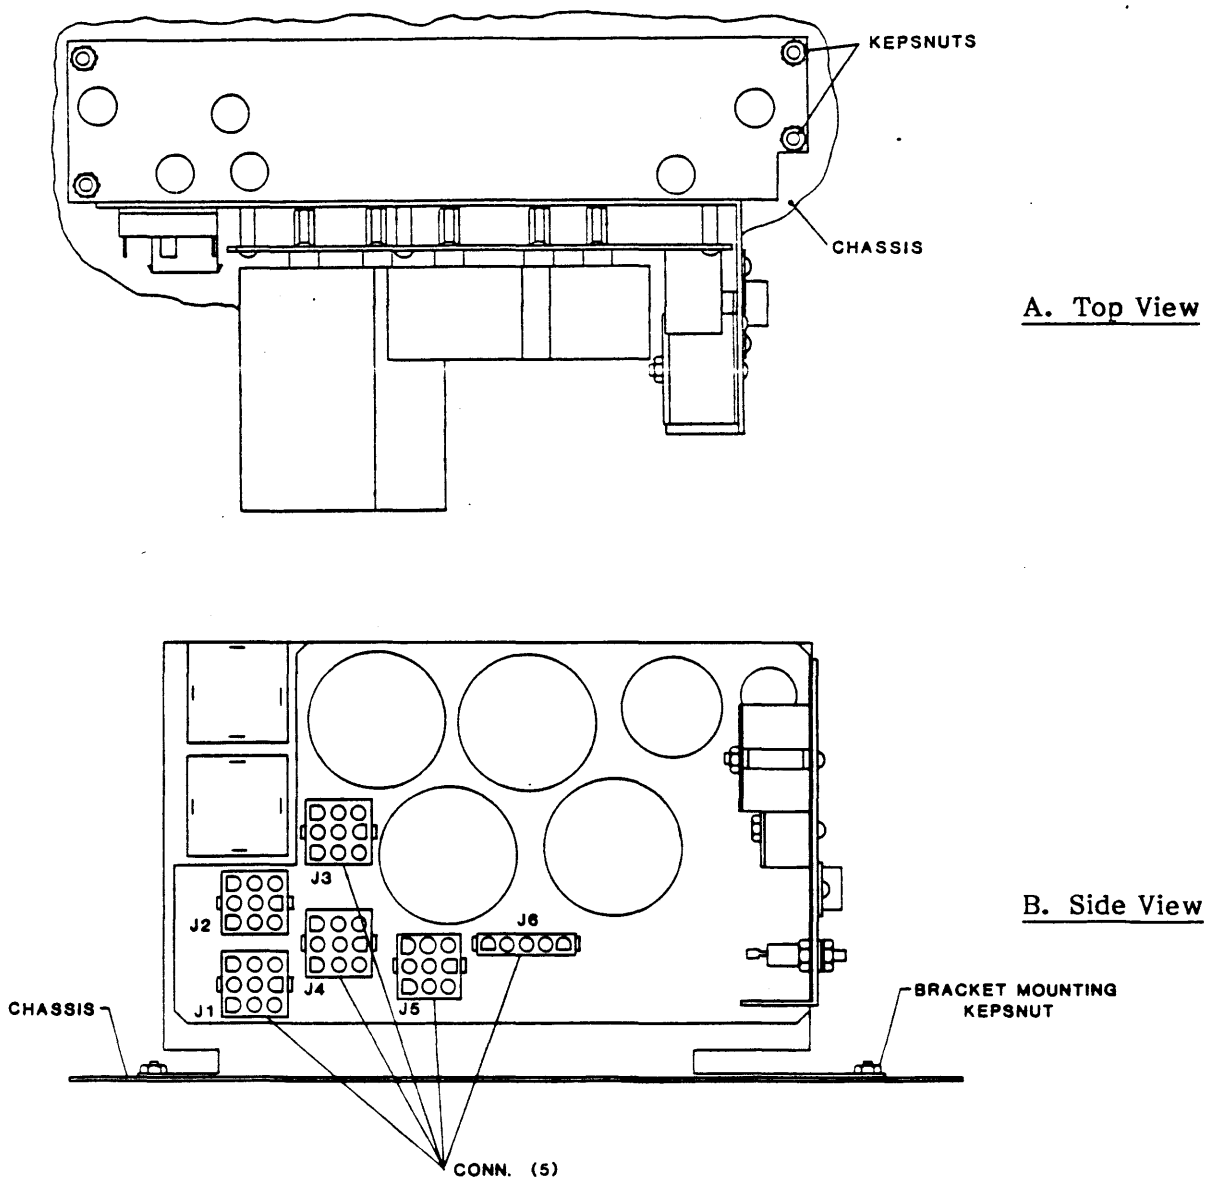 KEPSNUTS
CHASSIS
A. Top View
J3
J2
J6
B. Side View
J4
J1
J5
CHASSIS
BRACKET MOUNTING
KEPSNUT
CONN. (5)